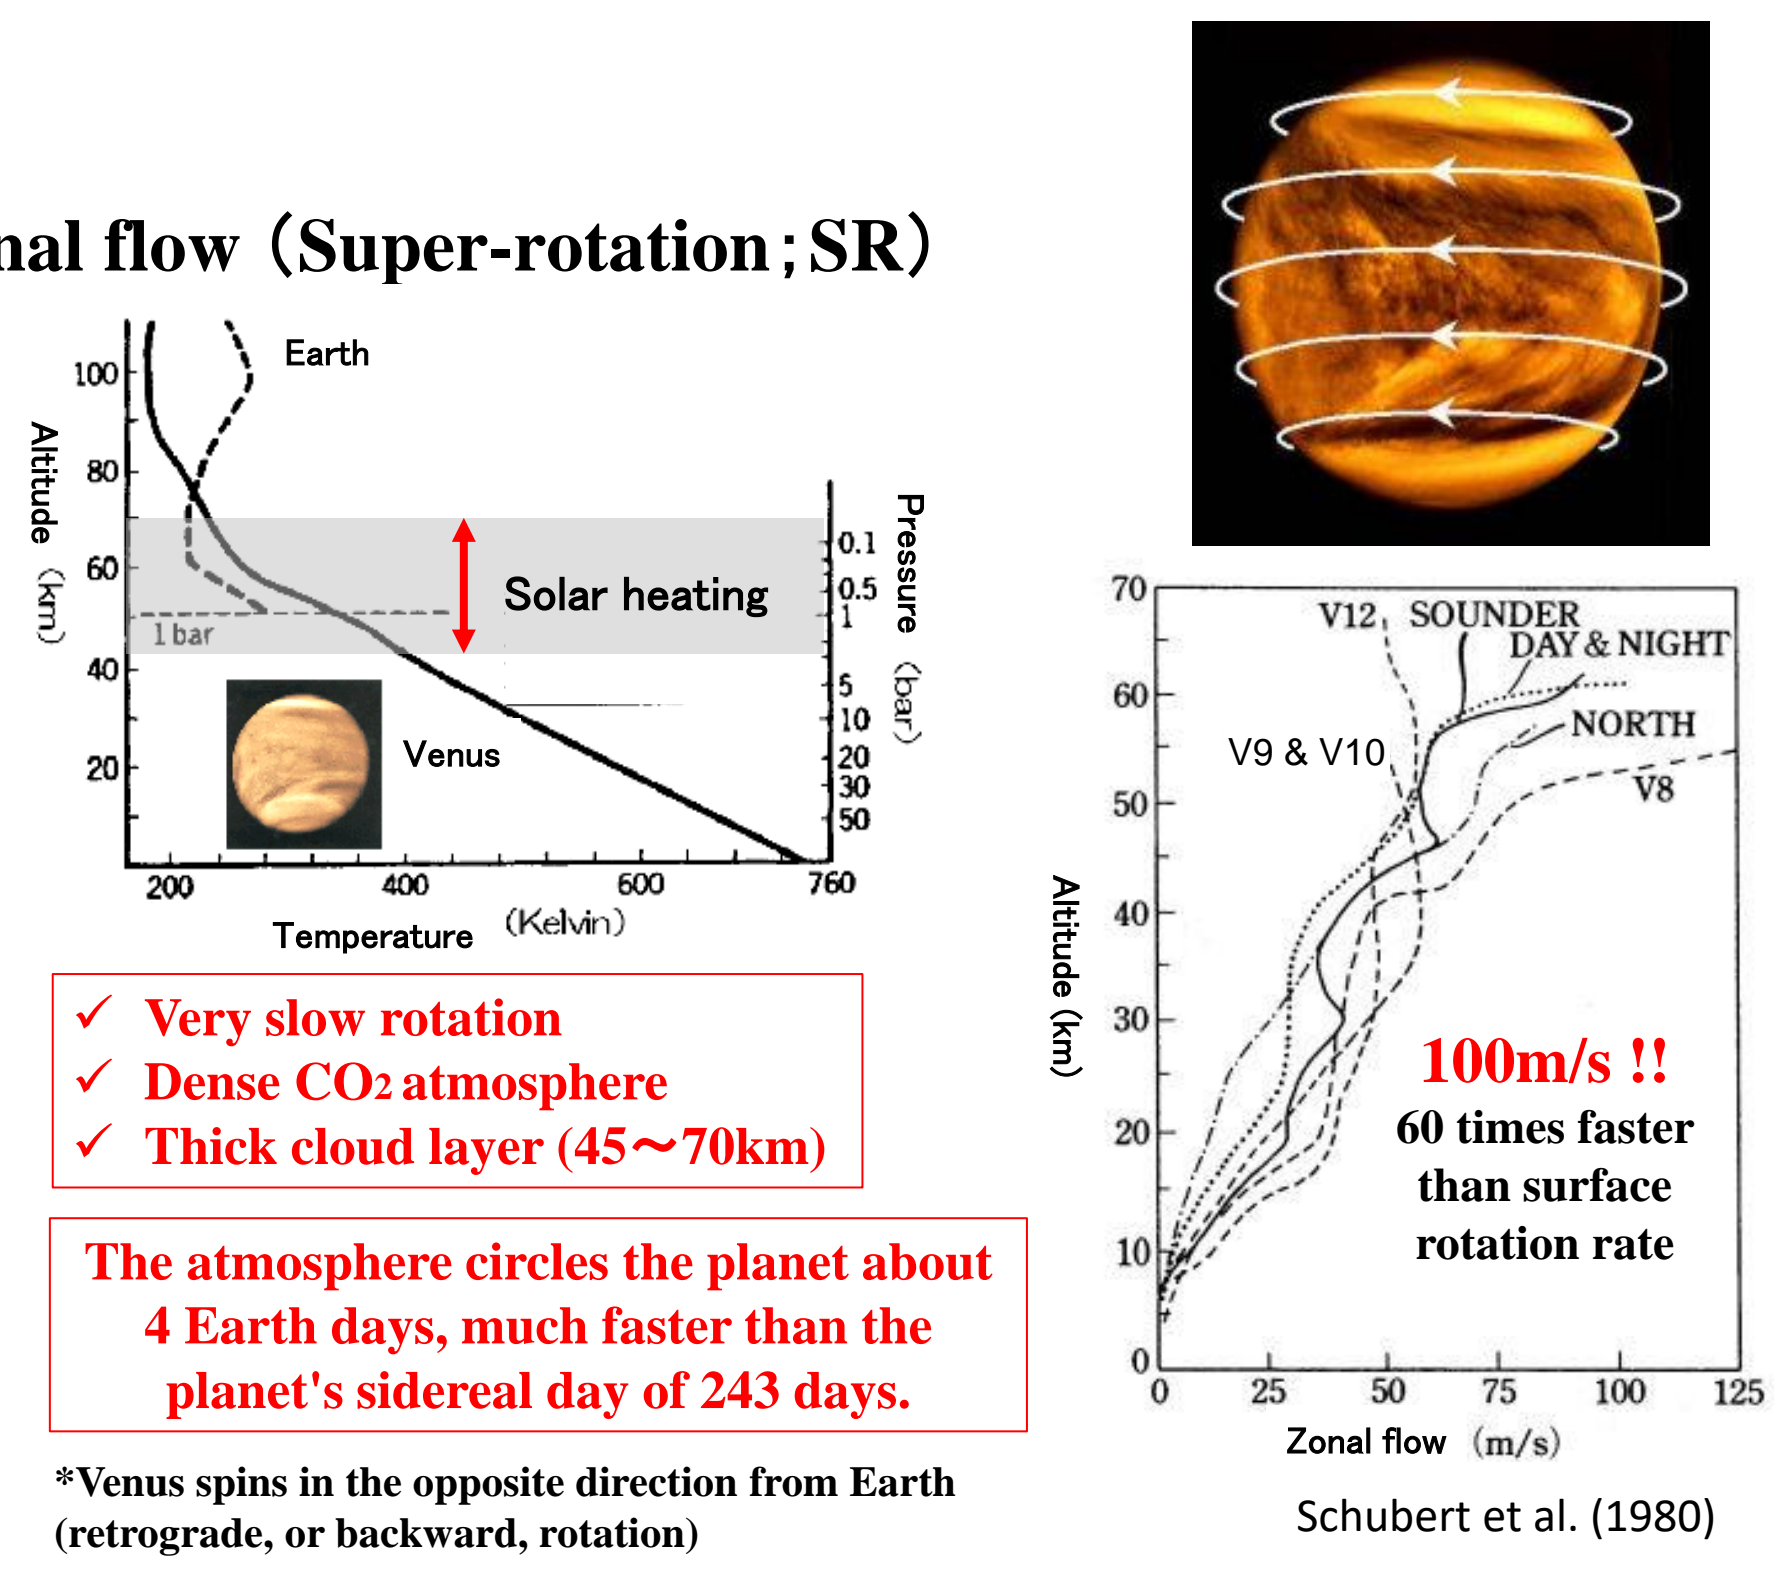 nal flow（Super-rotation；SR）
Earth
100
80
60
40
20
Altitude （km）
1 bar
Solar heating
Venus
0.1
0.5
1
5
10
20
30
50
Pressure （bar）
200 400 600 760
Temperature （Kelvin）
✓ Very slow rotation
✓ Dense CO2 atmosphere
✓ Thick cloud layer (45～70km)
The atmosphere circles the planet about
4 Earth days, much faster than the
planet's sidereal day of 243 days.
*Venus spins in the opposite direction from Earth
(retrograde, or backward, rotation)
70
60
50
40
30
20
10
0
Altitude (km)
V12 SOUNDER
DAY & NIGHT
NORTH
V9 & V10
V8
100m/s !!
60 times faster
than surface
rotation rate
0 25 50 75 100 125
Zonal flow （m/s）
Schubert et al. (1980)